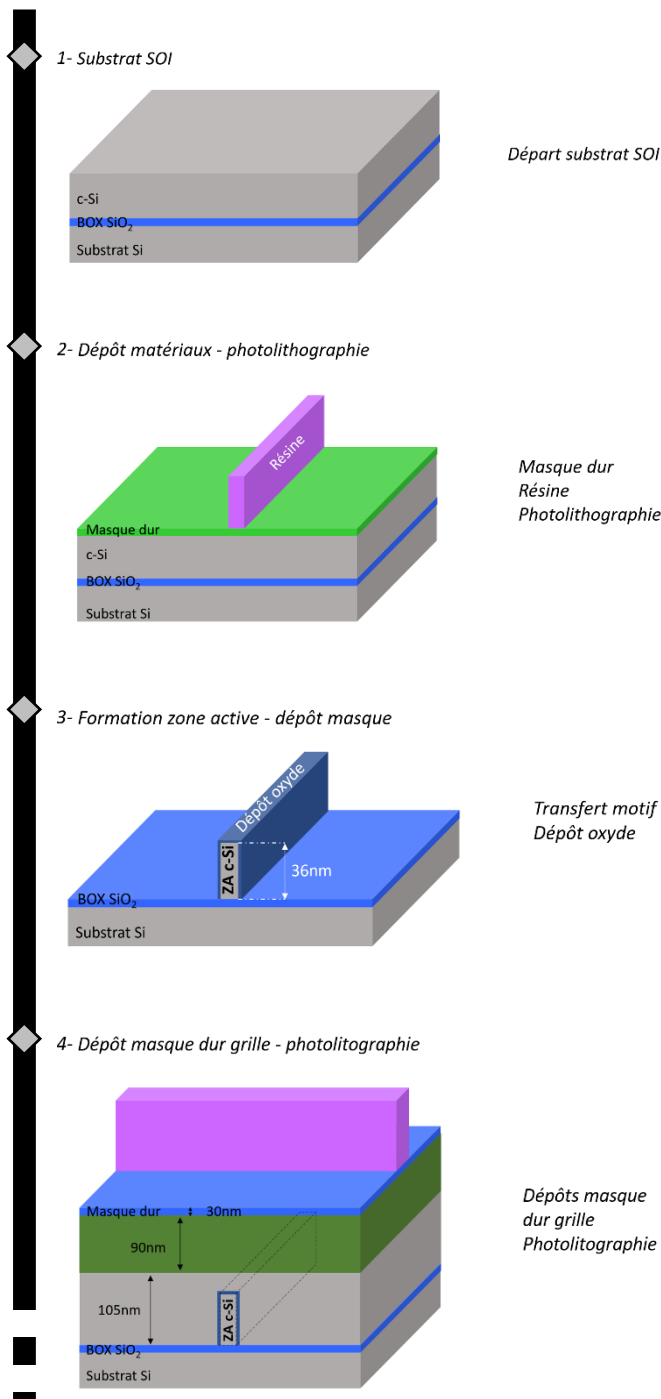 1- Substrat SOI
Départ substrat SOI
c-Si
BOX SiO₂
Substrat Si
2- Dépôt matériaux - photolithographie
Résine
Masque dur
Résine
Photolithographie
Masque dur
c-Si
BOX SiO₂
Substrat Si
3- Formation zone active - dépôt masque
Dépôt oxyde
Transfert motif
Dépôt oxyde
ZA c-Si
36nm
BOX SiO₂
Substrat Si
4- Dépôt masque dur grille - photolitographie
Dépôts masque
dur grille
Photolitographie
Masque dur
30nm
90nm
105nm
ZA c-Si
BOX SiO₂
Substrat Si